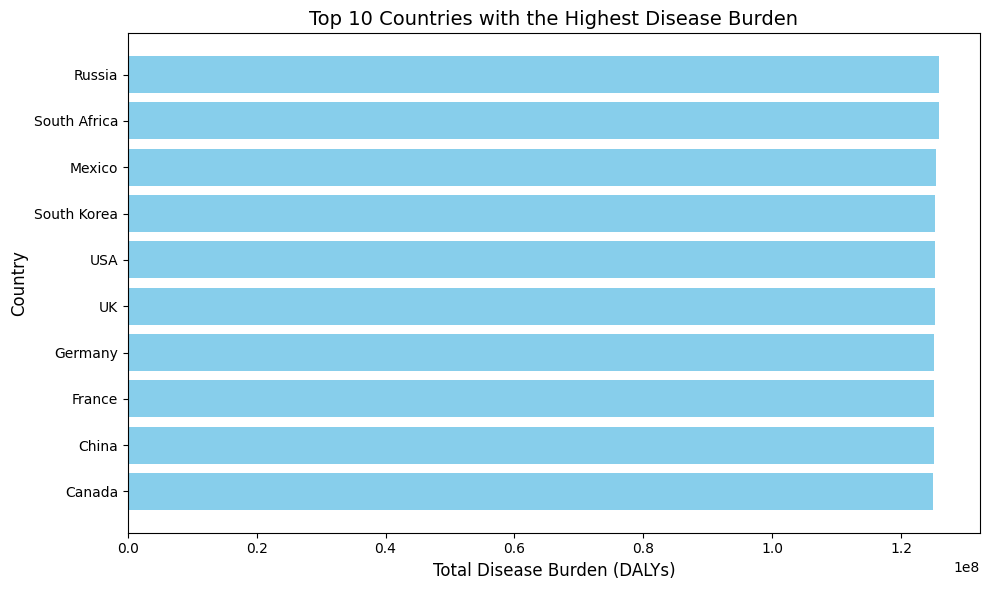 Top 10 Countries with the Highest Disease Burden
Country
Russia
South Africa
Mexico
South Korea
USA
UK
Germany
France
China
Canada
0.0 0.2 0.4 0.6 0.8 1.0 1.2
1e8
Total Disease Burden (DALYs)